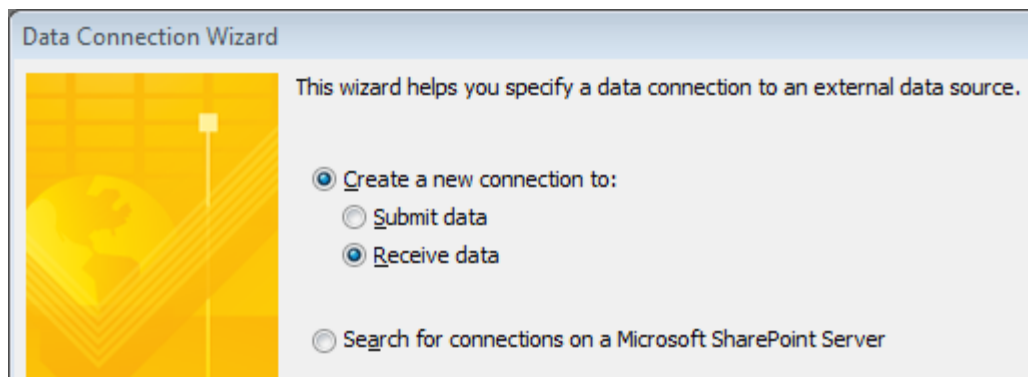 Data Connection Wizard
This wizard helps you specify a data connection to an external data source.
Create a new connection to:
Submit data
Receive data
Search for connections on a Microsoft SharePoint Server